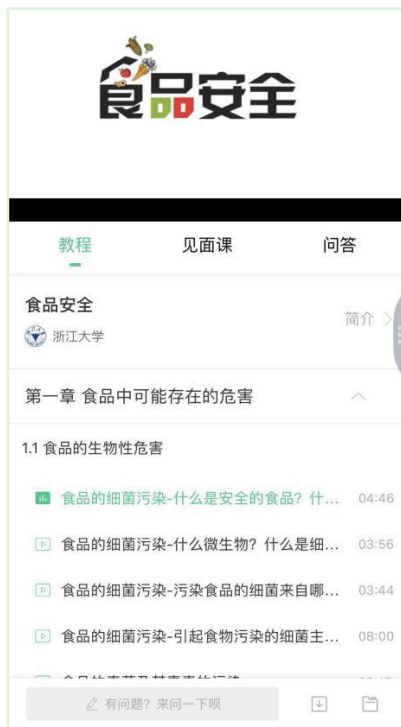 食品安全
教程 见面课 问答
食品安全
简介
浙江大学
第一章 食品中可能存在的危害
1.1 食品的生物性危害
食品的细菌污染-什么是安全的食品？什... 04:46
食品的细菌污染-什么微生物？什么是细... 03:56
食品的细菌污染-污染食品的细菌来自哪... 03:44
食品的细菌污染-引起食物污染的细菌主... 08:00
有问题？来问一下呗